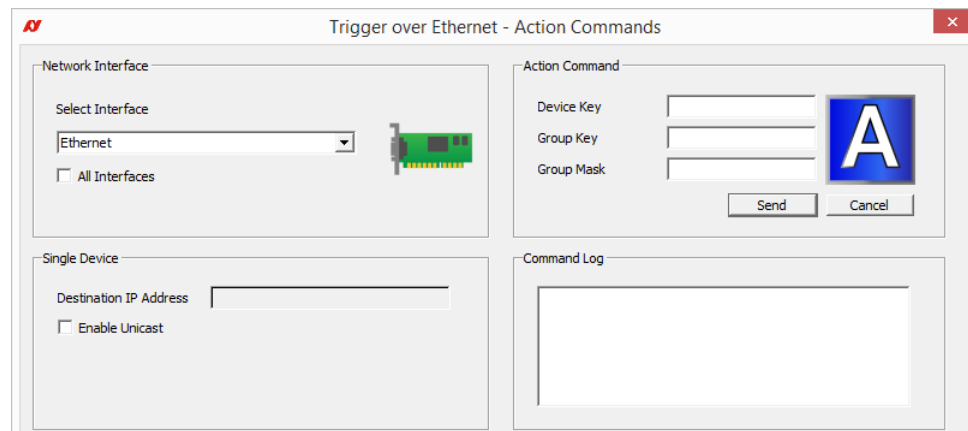 Trigger over Ethernet - Action Commands
Network Interface
Select Interface
Ethernet
All Interfaces
Action Command
Device Key
Group Key
Group Mask
A
Send Cancel
Single Device
Destination IP Address
Enable Unicast
Command Log